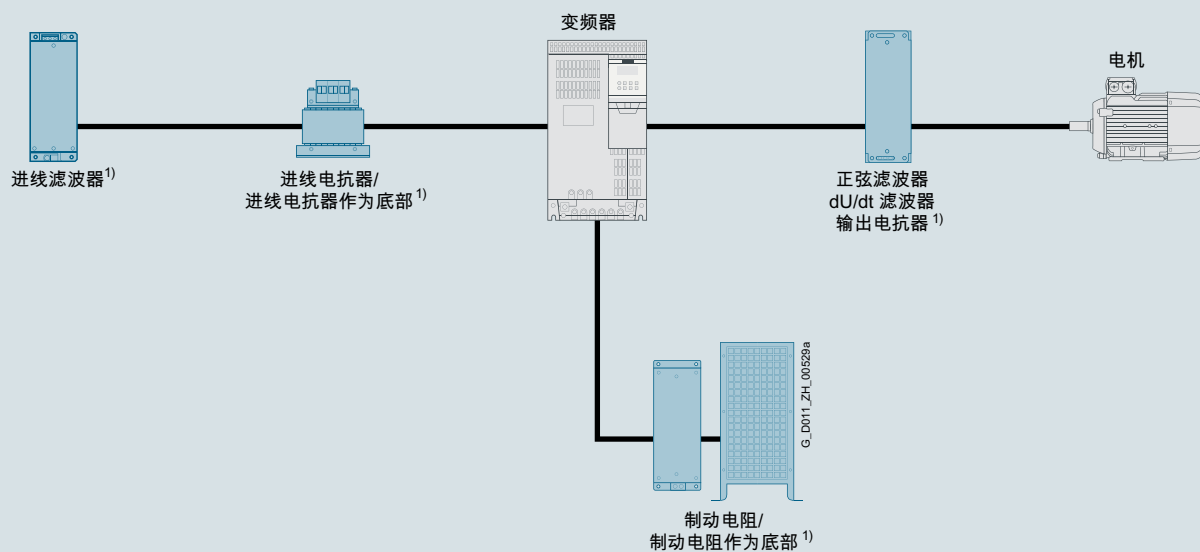 变频器
电机
进线滤波器1)
进线电抗器/
进线电抗器作为底部1)
正弦滤波器
dU/dt 滤波器
输出电抗器1)
G_D011_ZH_00529a
制动电阻/
制动电阻作为底部1)